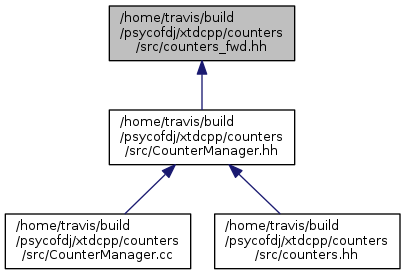 /home/travis/build
/psycofdj/xtdcpp/counters
/src/counters_fwd.hh
/home/travis/build
/psycofdj/xtdcpp/counters
/src/CounterManager.hh
/home/travis/build
/psycofdj/xtdcpp/counters
/src/CounterManager.cc
/home/travis/build
/psycofdj/xtdcpp/counters
/src/counters.hh